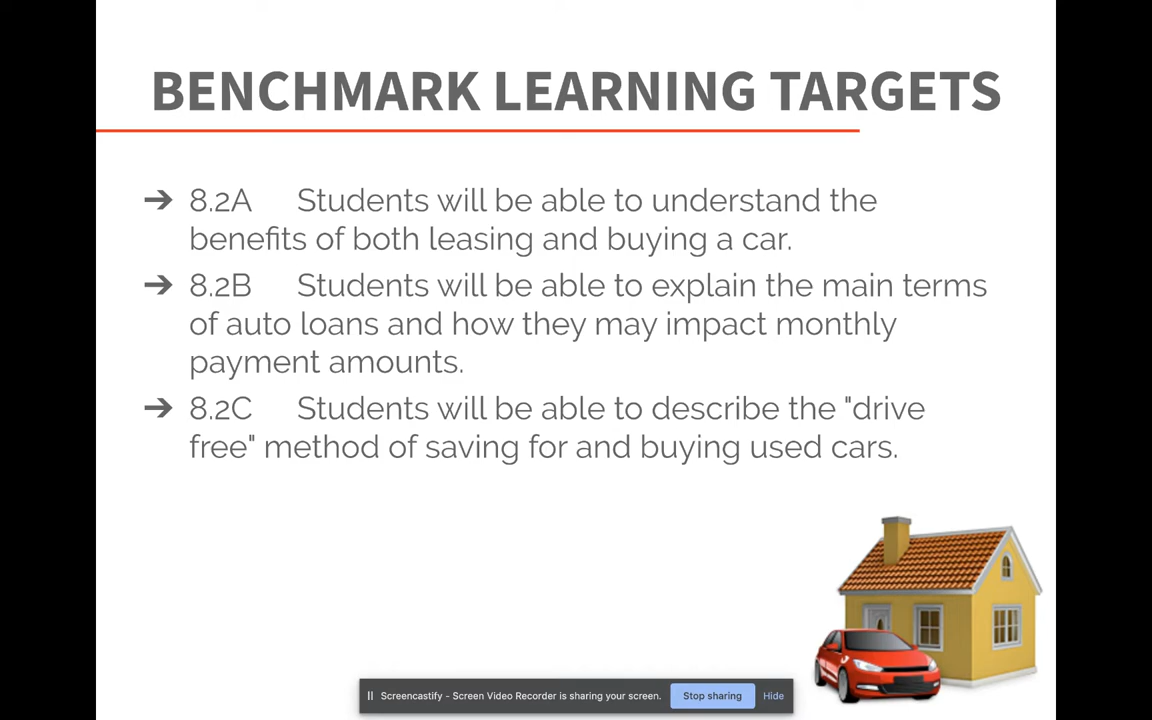 BENCHMARK LEARNING TARGETS
➔ 8.2A Students will be able to understand the
benefits of both leasing and buying a car.
➔ 8.2B Students will be able to explain the main terms
of auto loans and how they may impact monthly
payment amounts.
➔ 8.2C Students will be able to describe the "drive
free" method of saving for and buying used cars.
Screencastify - Screen Video Recorder is sharing your screen. Stop sharing Hide